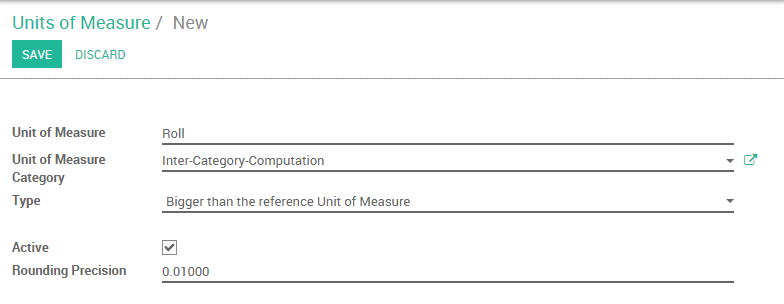 Units of Measure / New
SAVE DISCARD
Unit of Measure Roll
Unit of Measure Category Inter-Category-Computation
Type Bigger than the reference Unit of Measure
Active
Rounding Precision 0.01000